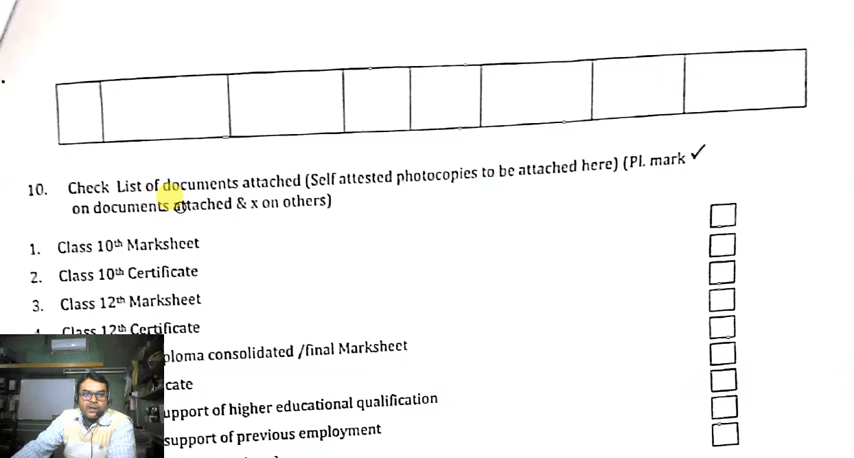 10. Check List of documents attached (Self attested photocopies to be attached here) (Pl. mark ✓
on documents attached & x on others)
1. Class 10th Marksheet
2. Class 10th Certificate
3. Class 12th Marksheet
Class 12th Certificate
ploma consolidated /final Marksheet
cate
upport of higher educational qualification
support of previous employment